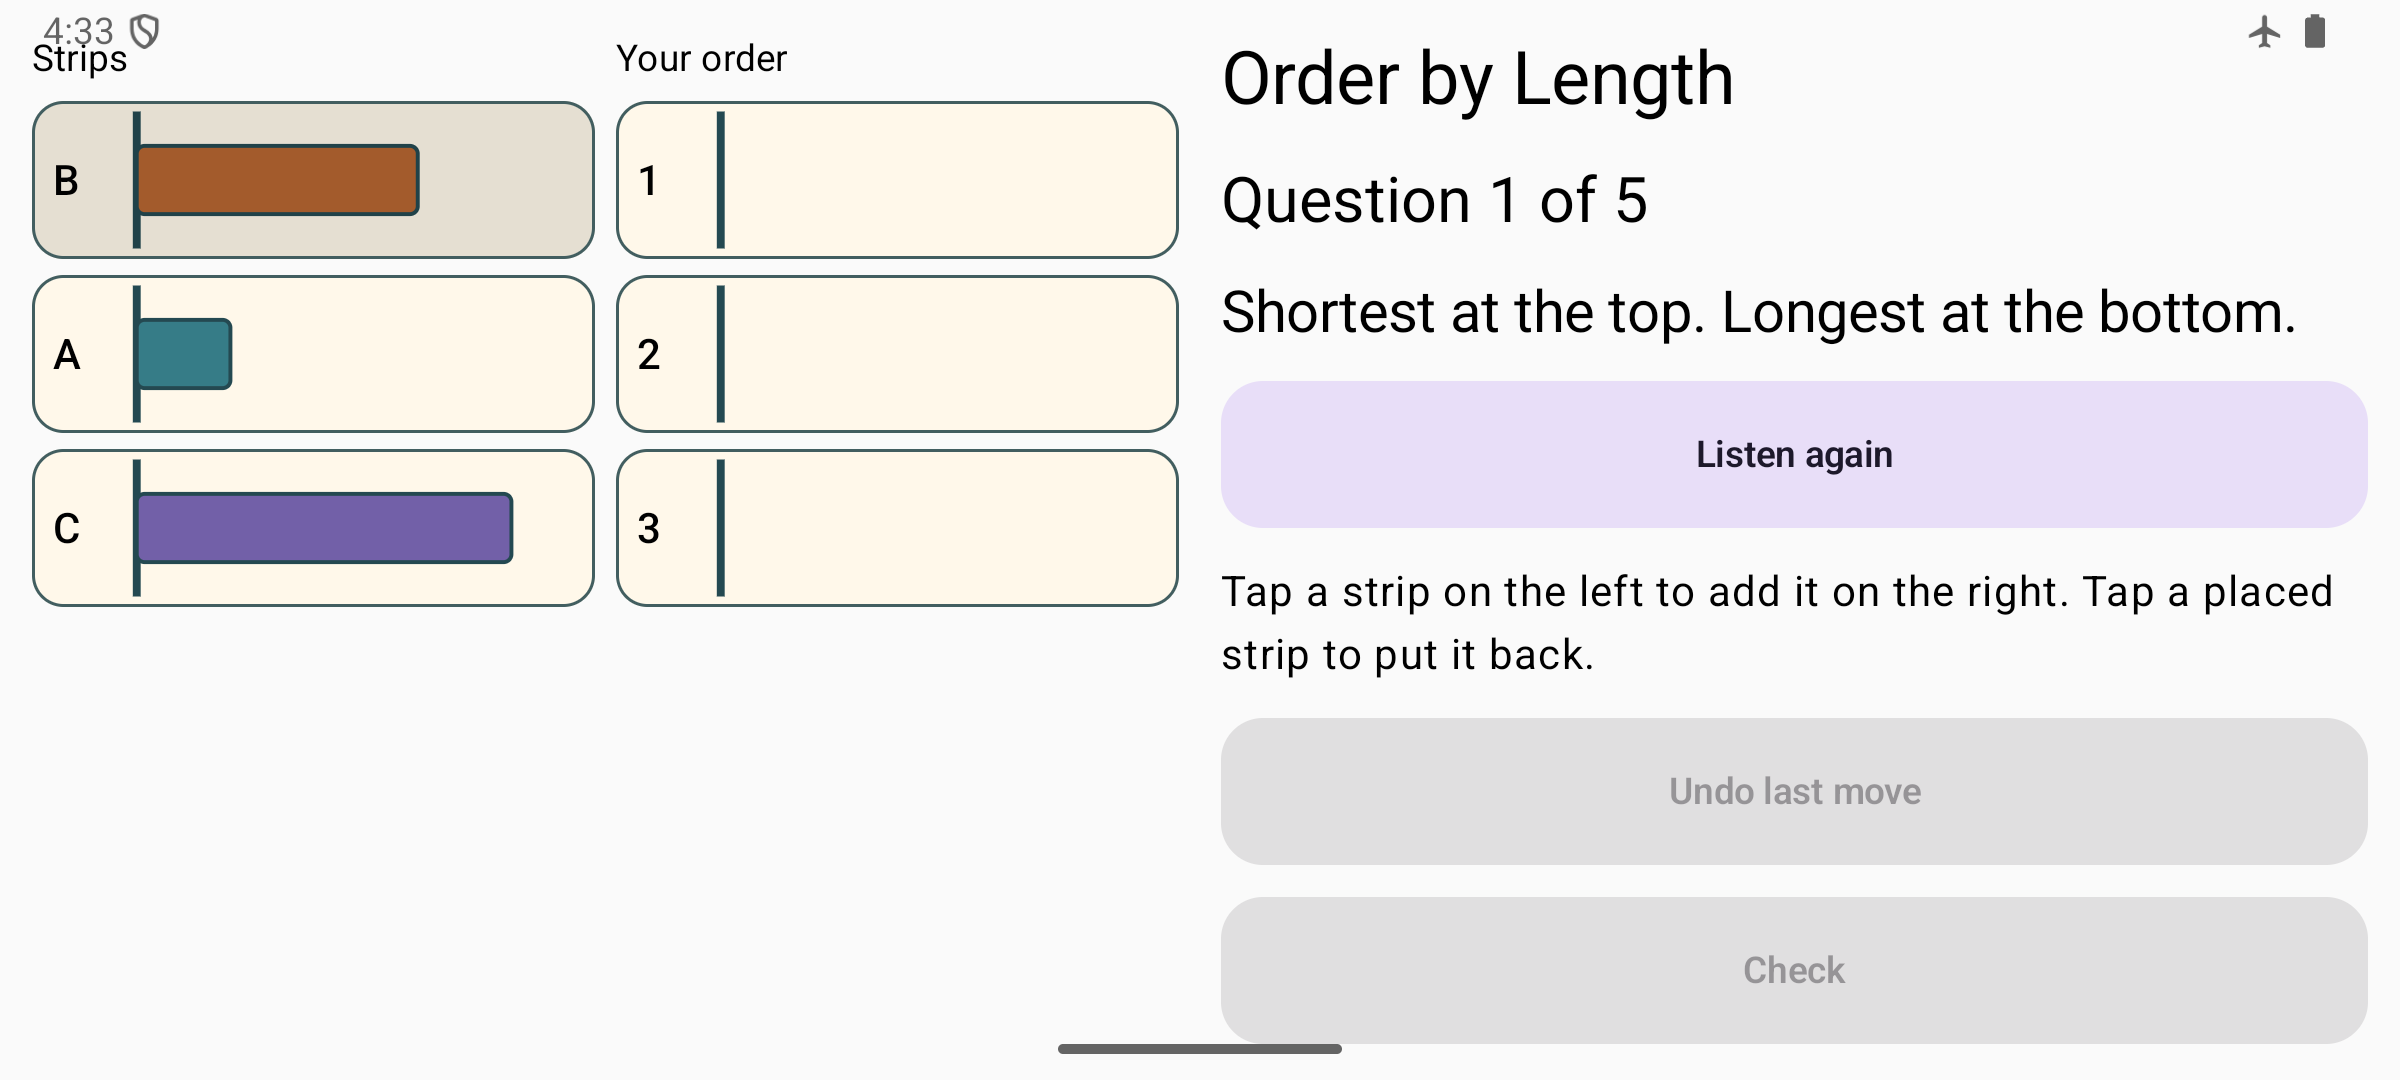 4:33
Strips
Your order
B
A
C
1
2
3
Order by Length
Question 1 of 5
Shortest at the top. Longest at the bottom.
Listen again
Tap a strip on the left to add it on the right. Tap a placed
strip to put it back.
Undo last move
Check